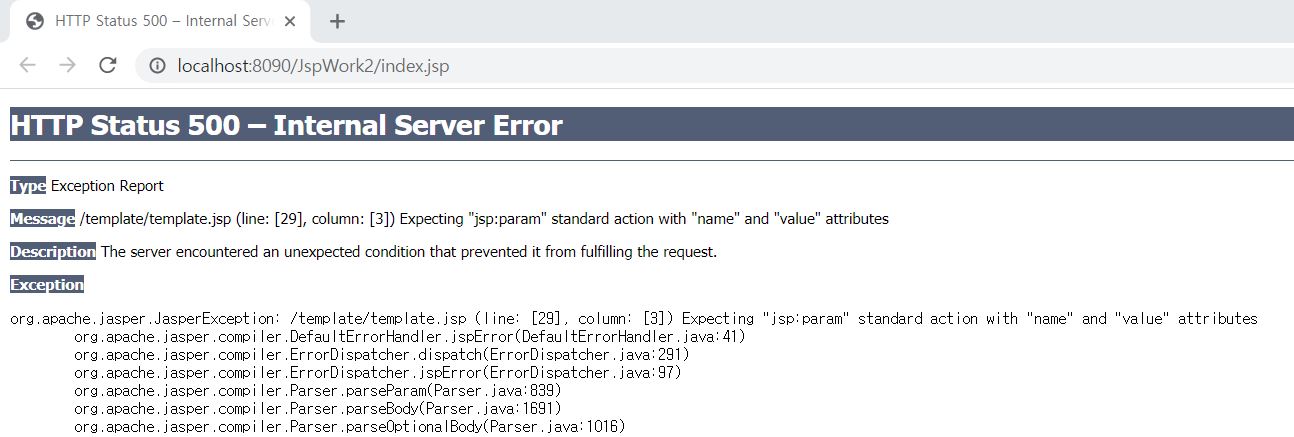 HTTP Status 500 – Internal Serv
localhost:8090/JspWork2/index.jsp
HTTP Status 500 – Internal Server Error
Type Exception Report
Message /template/template.jsp (line: [29], column: [3]) Expecting "jsp:param" standard action with "name" and "value" attributes
Description The server encountered an unexpected condition that prevented it from fulfilling the request.
Exception
org.apache.jasper.JasperException: /template/template.jsp (line: [29], column: [3]) Expecting "jsp:param" standard action with "name" and "value" attributes
org.apache.jasper.compiler.DefaultErrorHandler.jspError(DefaultErrorHandler.java:41)
org.apache.jasper.compiler.ErrorDispatcher.dispatch(ErrorDispatcher.java:291)
org.apache.jasper.compiler.ErrorDispatcher.jspError(ErrorDispatcher.java:97)
org.apache.jasper.compiler.Parser.parseParam(Parser.java:839)
org.apache.jasper.compiler.Parser.parseBody(Parser.java:1691)
org.apache.jasper.compiler.Parser.parseOptionalBody(Parser.java:1016)